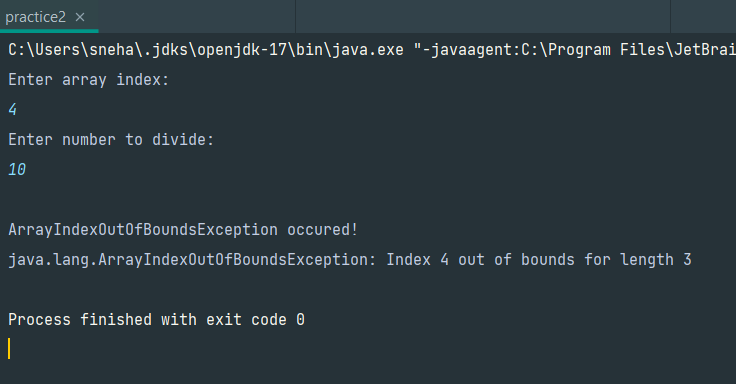 practice2 ×
C:\Users\sneha\.jdks\openjdk-17\bin\java.exe "-javaagent:C:\Program Files\JetBrai
Enter array index:
4
Enter number to divide:
10
ArrayIndexOutOfBoundsException occured!
java.lang.ArrayIndexOutOfBoundsException: Index 4 out of bounds for length 3
Process finished with exit code 0